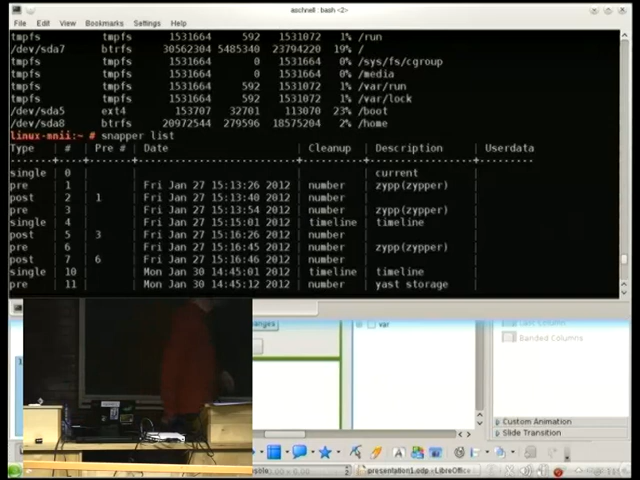 aschnell : bash <2>
File Edit View Bookmarks Settings Help
tmpfs tmpfs 1531664 592 1531072 1% /run
/dev/sda7 btrfs 30562304 5485340 23794220 19% /
tmpfs tmpfs 1531664 0 1531664 0% /sys/fs/cgroup
tmpfs tmpfs 1531664 0 1531664 0% /media
tmpfs tmpfs 1531664 592 1531072 1% /var/run
tmpfs tmpfs 1531664 592 1531072 1% /var/lock
/dev/sda5 ext4 153707 32701 113070 23% /boot
/dev/sda8 btrfs 20972544 279596 18575204 2% /home
linux-mnii:~ # snapper list
Type | # | Pre # | Date | Cleanup | Description | Userdata
single | 0 | | | | current |
pre | 1 | | Fri Jan 27 15:13:26 2012 | number | zypp(zypper) |
post | 2 | 1 | Fri Jan 27 15:13:40 2012 | number | |
pre | 3 | | Fri Jan 27 15:13:54 2012 | number | zypp(zypper) |
single | 4 | | Fri Jan 27 15:15:01 2012 | timeline | timeline |
post | 5 | 3 | Fri Jan 27 15:16:26 2012 | number | |
pre | 6 | | Fri Jan 27 15:16:45 2012 | number | zypp(zypper) |
post | 7 | 6 | Fri Jan 27 15:16:46 2012 | number | |
single | 10 | | Mon Jan 30 14:45:01 2012 | timeline | timeline |
pre | 11 | | Mon Jan 30 14:45:12 2012 | number | yast storage |
anges
var
Banded Columns
Custom Animation
Slide Transition
presentation1.odp - LibreOffice